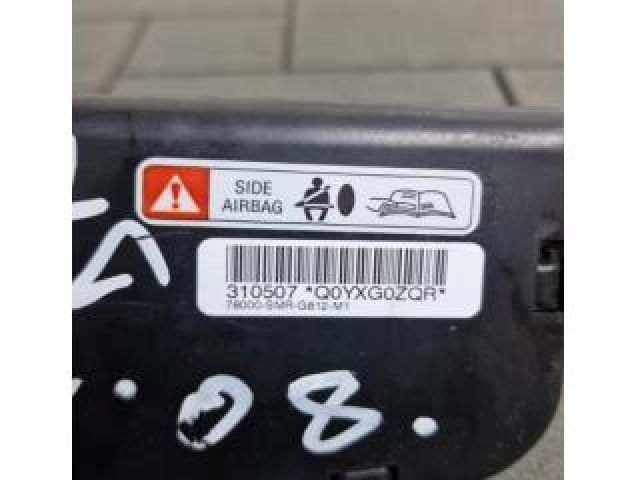 SIDE
AIRBAG
310507 *Q0YXG0ZQR*
78000-SMR-G812-M1
.08.